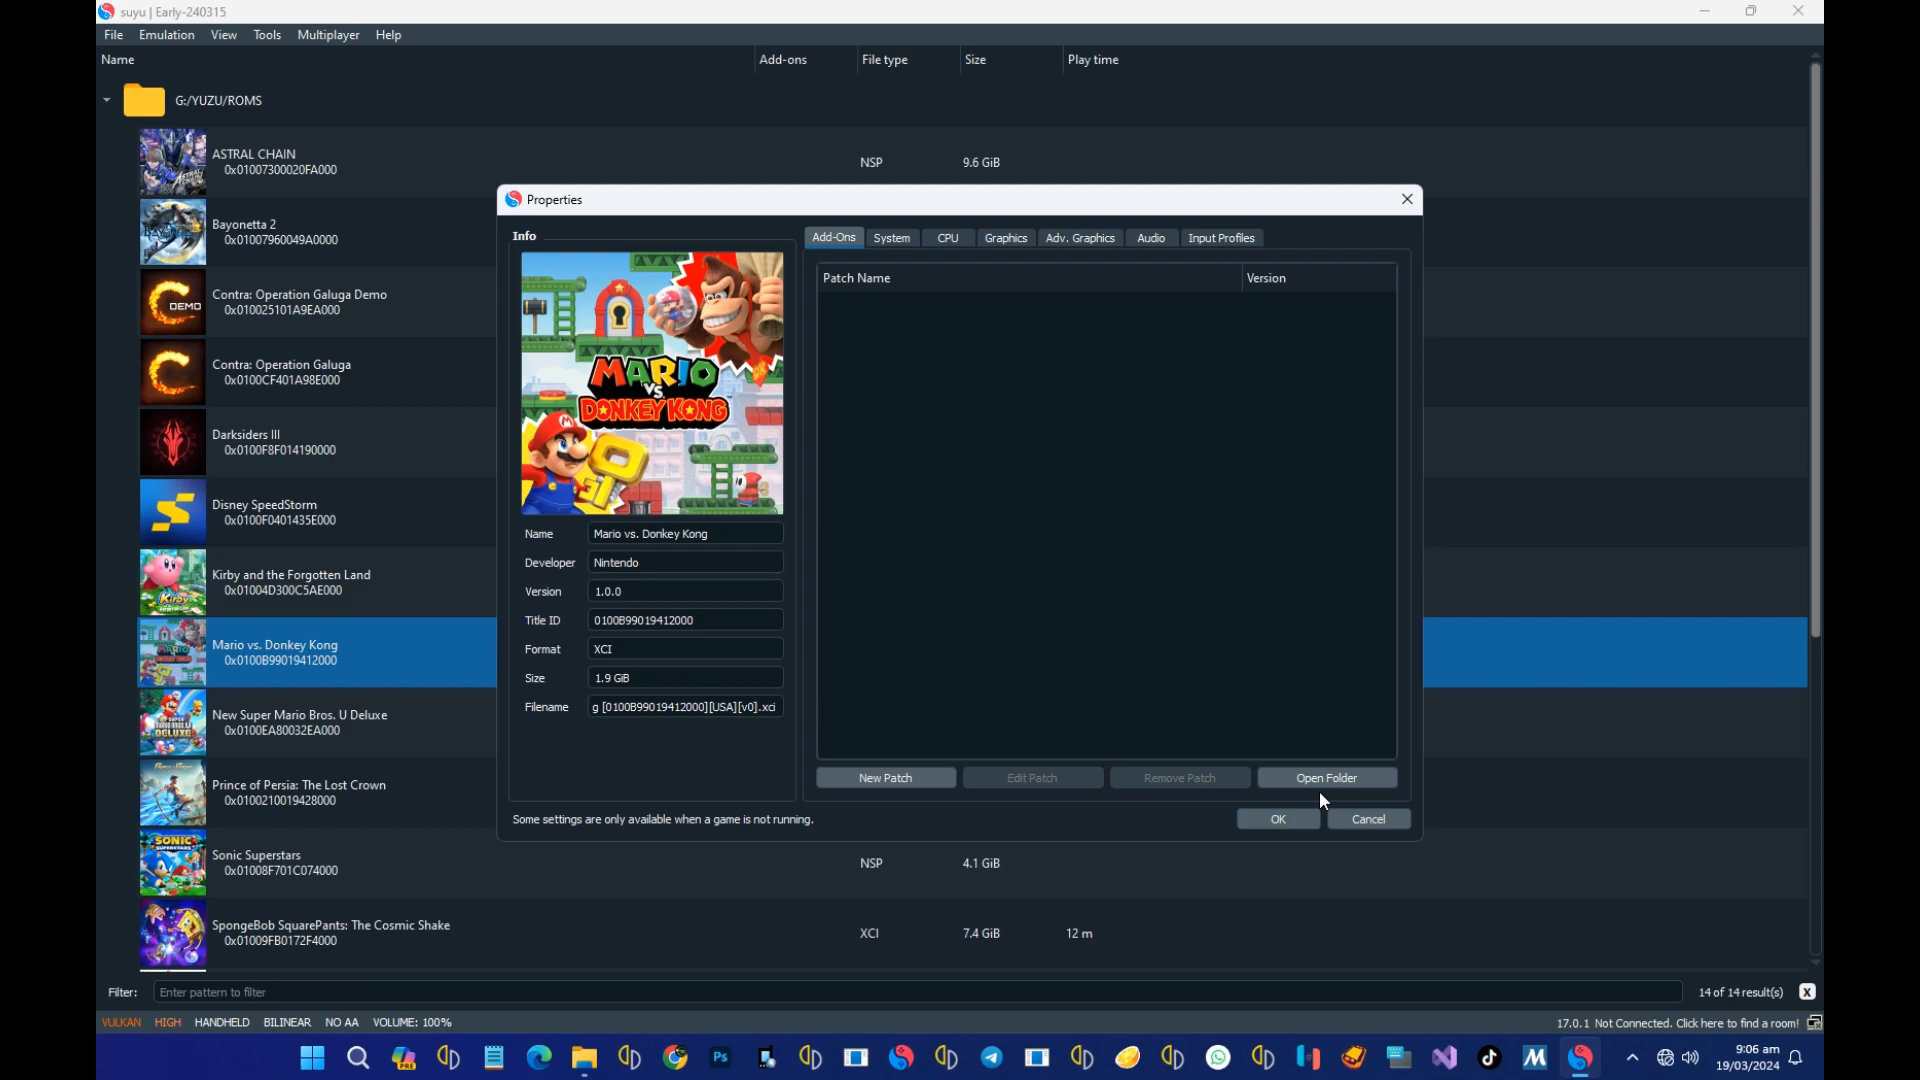 suyu | Early-240315
File Emulation View Tools Multiplayer Help
Name Add-ons File type Size Play time
G:/YUZU/ROMS
ASTRAL CHAIN
0x01007300020FA000
NSP 9.6 GiB
Bayonetta 2
0x01007960049A0000
Contra: Operation Galuga Demo
0x010025101A9EA000
DEMO
Contra: Operation Galuga
0x0100CF401A98E000
Darksiders III
0x0100F8F014190000
Disney SpeedStorm
0x0100F0401435E000
Kirby and the Forgotten Land
0x01004D300C5AE000
Mario vs. Donkey Kong
0x0100B99019412000
New Super Mario Bros. U Deluxe
0x0100EA80032EA000
Prince of Persia: The Lost Crown
0x0100210019428000
Sonic Superstars
0x01008F701C074000
NSP 4.1 GiB
SpongeBob SquarePants: The Cosmic Shake
0x01009FB0172F4000
XCI 7.4 GiB 12 m
Properties
Info
MARIO
VS.
DONKEY KONG
Name Mario vs. Donkey Kong
Developer Nintendo
Version 1.0.0
Title ID 0100B99019412000
Format XCI
Size 1.9 GiB
Filename g [0100B99019412000][USA][v0].xci
Add-Ons System CPU Graphics Adv. Graphics Audio Input Profiles
Patch Name Version
New Patch Edit Patch Remove Patch Open Folder
Some settings are only available when a game is not running.
OK Cancel
Filter: Enter pattern to filter 14 of 14 result(s) X
VULKAN HIGH HANDHELD BILINEAR NO AA VOLUME: 100%
17.0.1 Not Connected. Click here to find a room!
PRE
Ps
9:06 am
19/03/2024